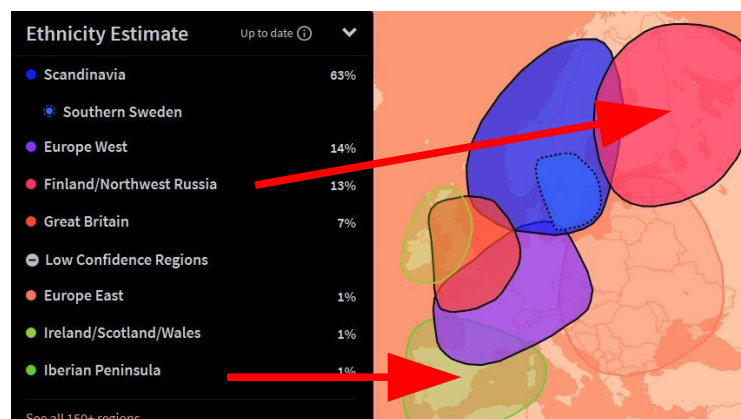 Ethnicity Estimate Up to date
Scandinavia 63%
Southern Sweden
Europe West 14%
Finland/Northwest Russia 13%
Great Britain 7%
Low Confidence Regions
Europe East 1%
Ireland/Scotland/Wales 1%
Iberian Peninsula 1%
See all 150+ regions